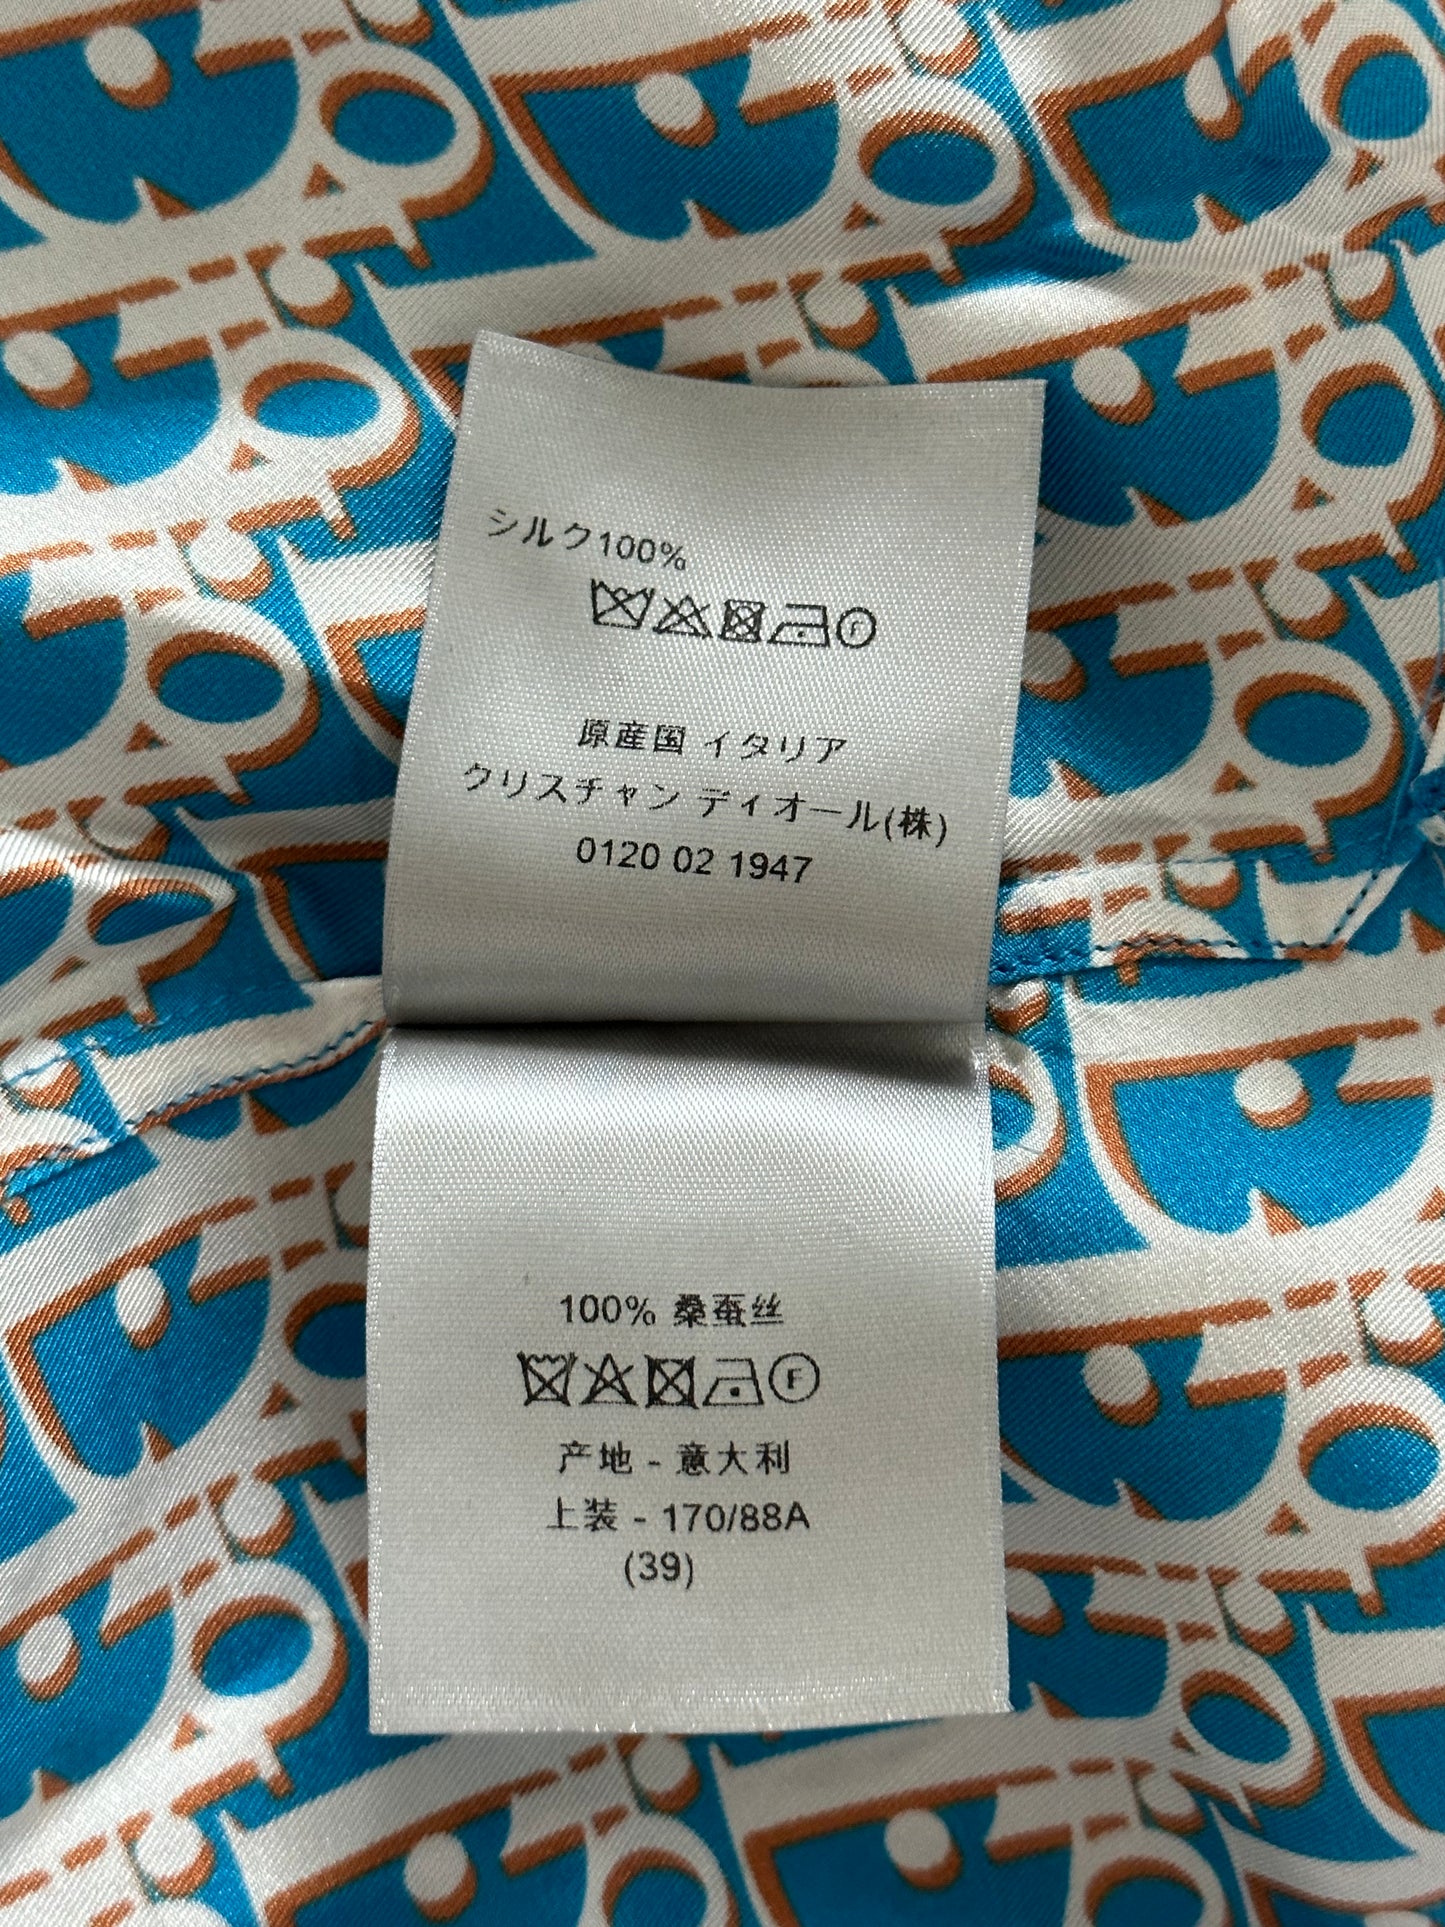 シルク100%
F
原産国 イタリア
クリスチャン ディオール(株)
0120 02 1947
100% 桑蚕丝
F
产地 - 意大利
上装 - 170/88A
(39)